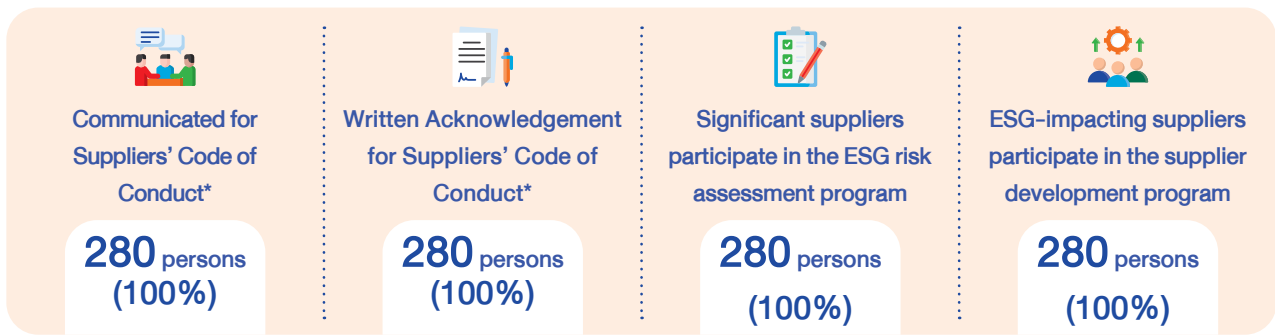 Communicated for
Suppliers' Code of
Conduct*
280 persons
(100%)
Written Acknowledgement
for Suppliers' Code of
Conduct*
280 persons
(100%)
Significant suppliers
participate in the ESG risk
assessment program
280 persons
(100%)
ESG-impacting suppliers
participate in the supplier
development program
280 persons
(100%)